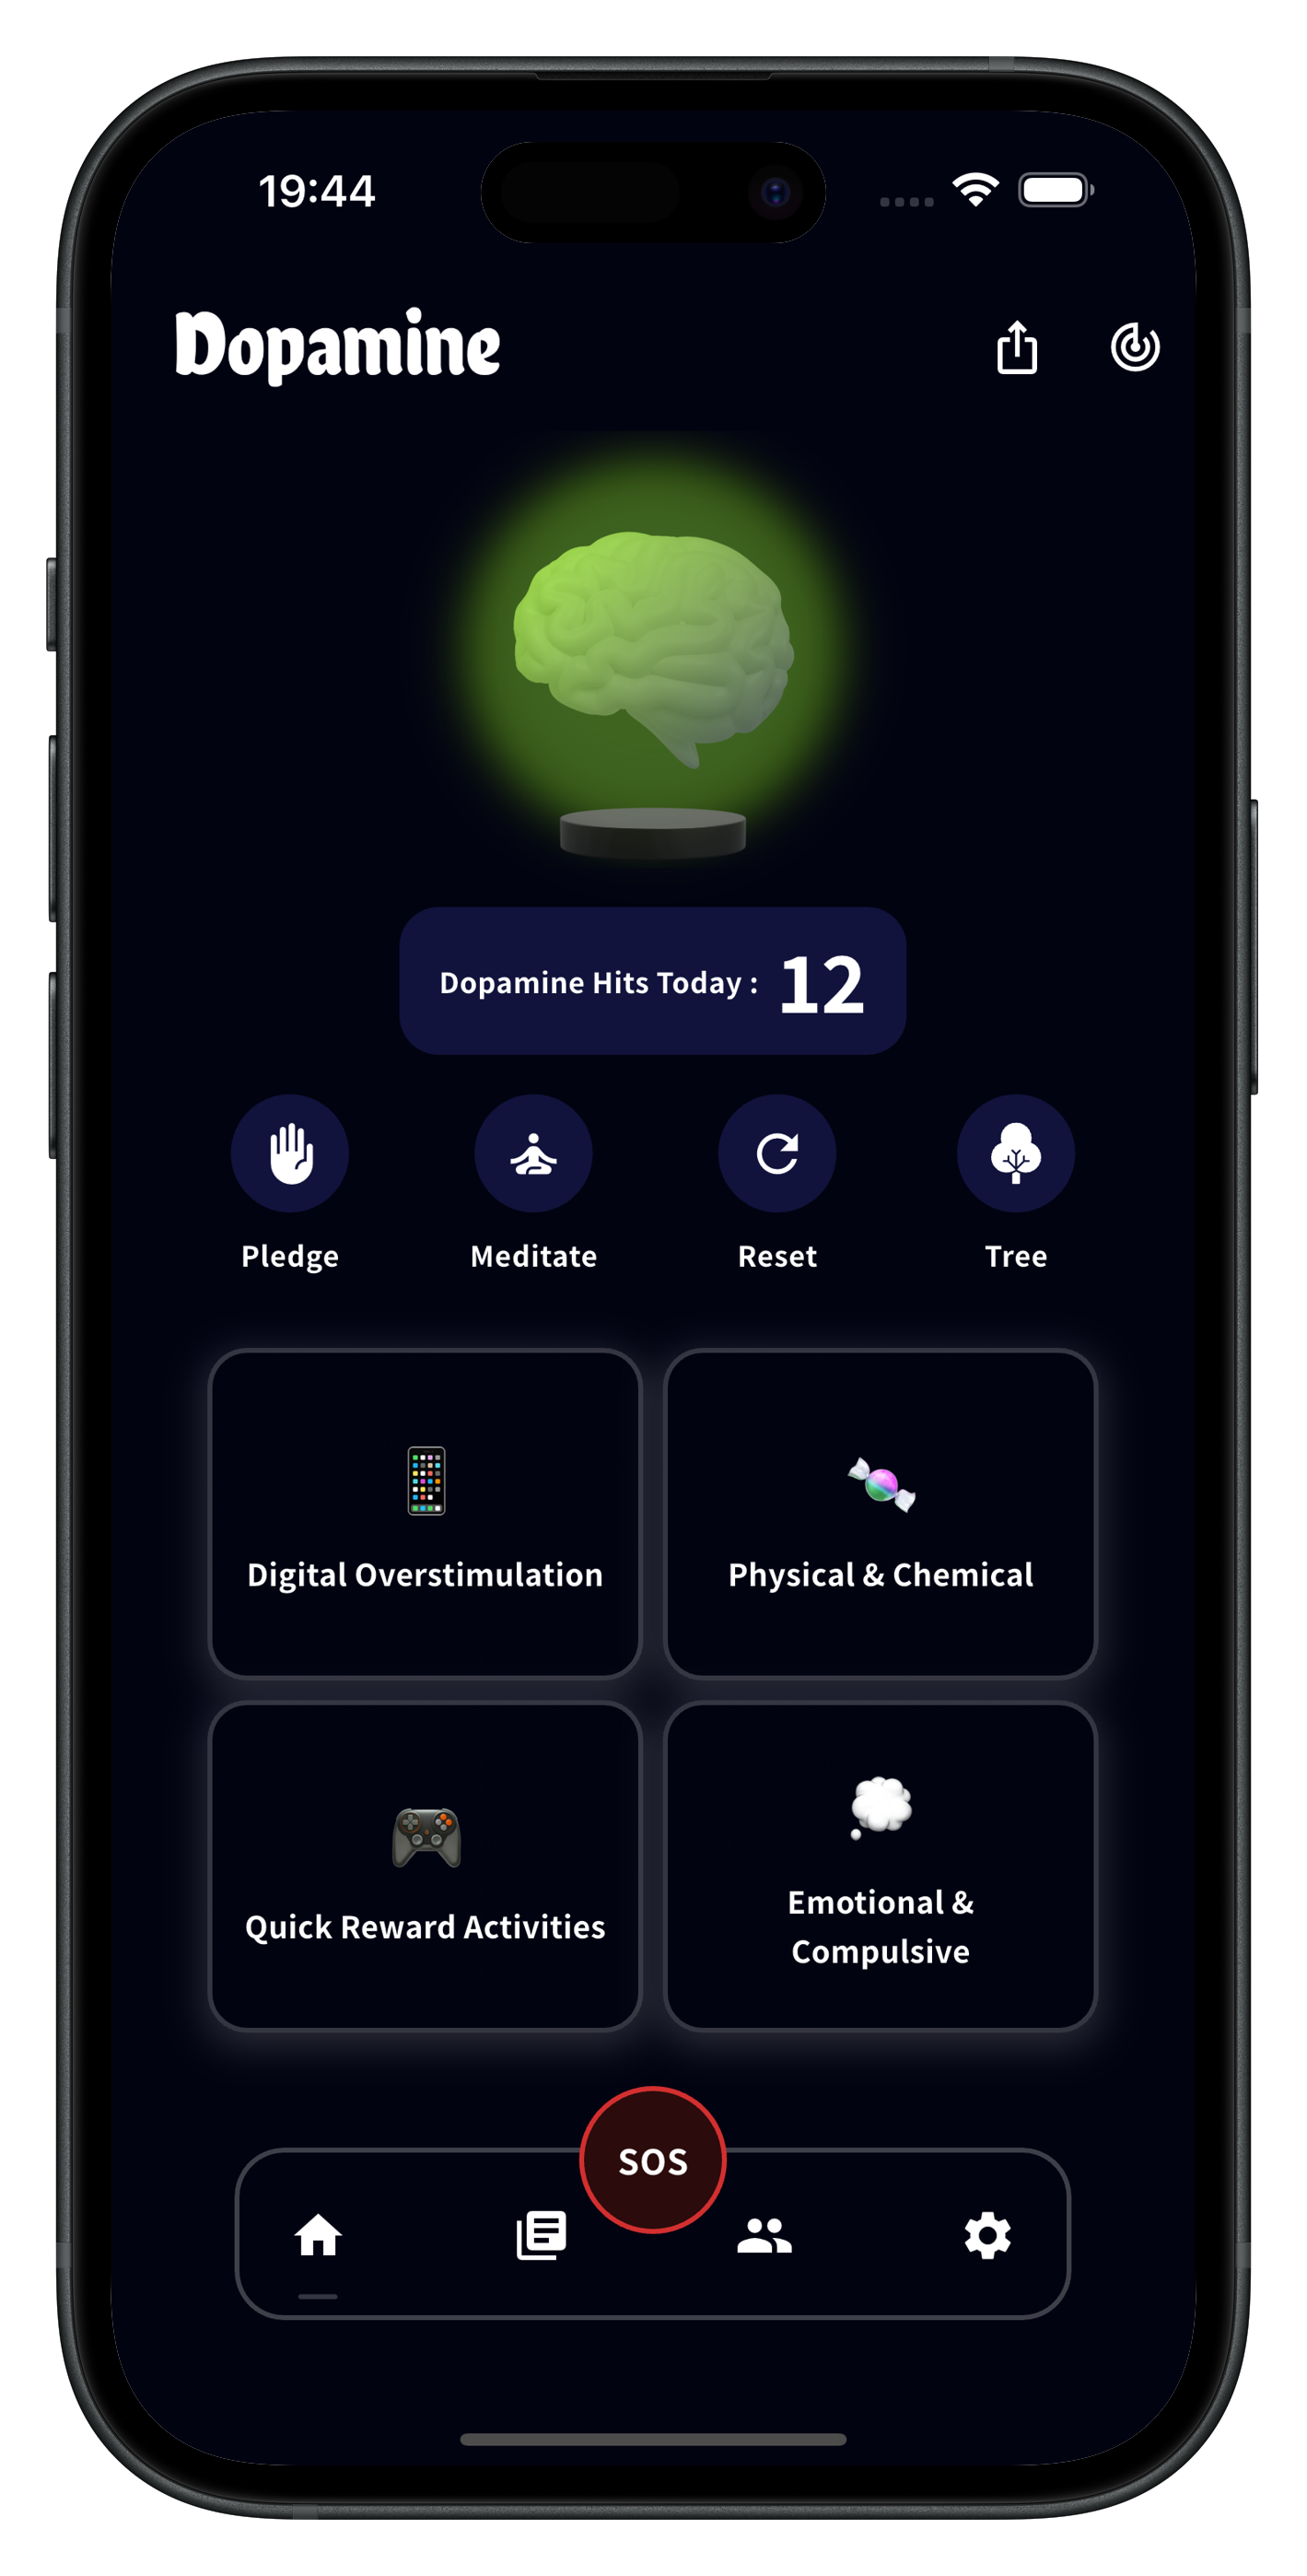 19:44
Dopamine
Dopamine Hits Today : 12
Pledge
Meditate
Reset
Tree
Digital Overstimulation
Physical & Chemical
Quick Reward Activities
Emotional &
Compulsive
SOS